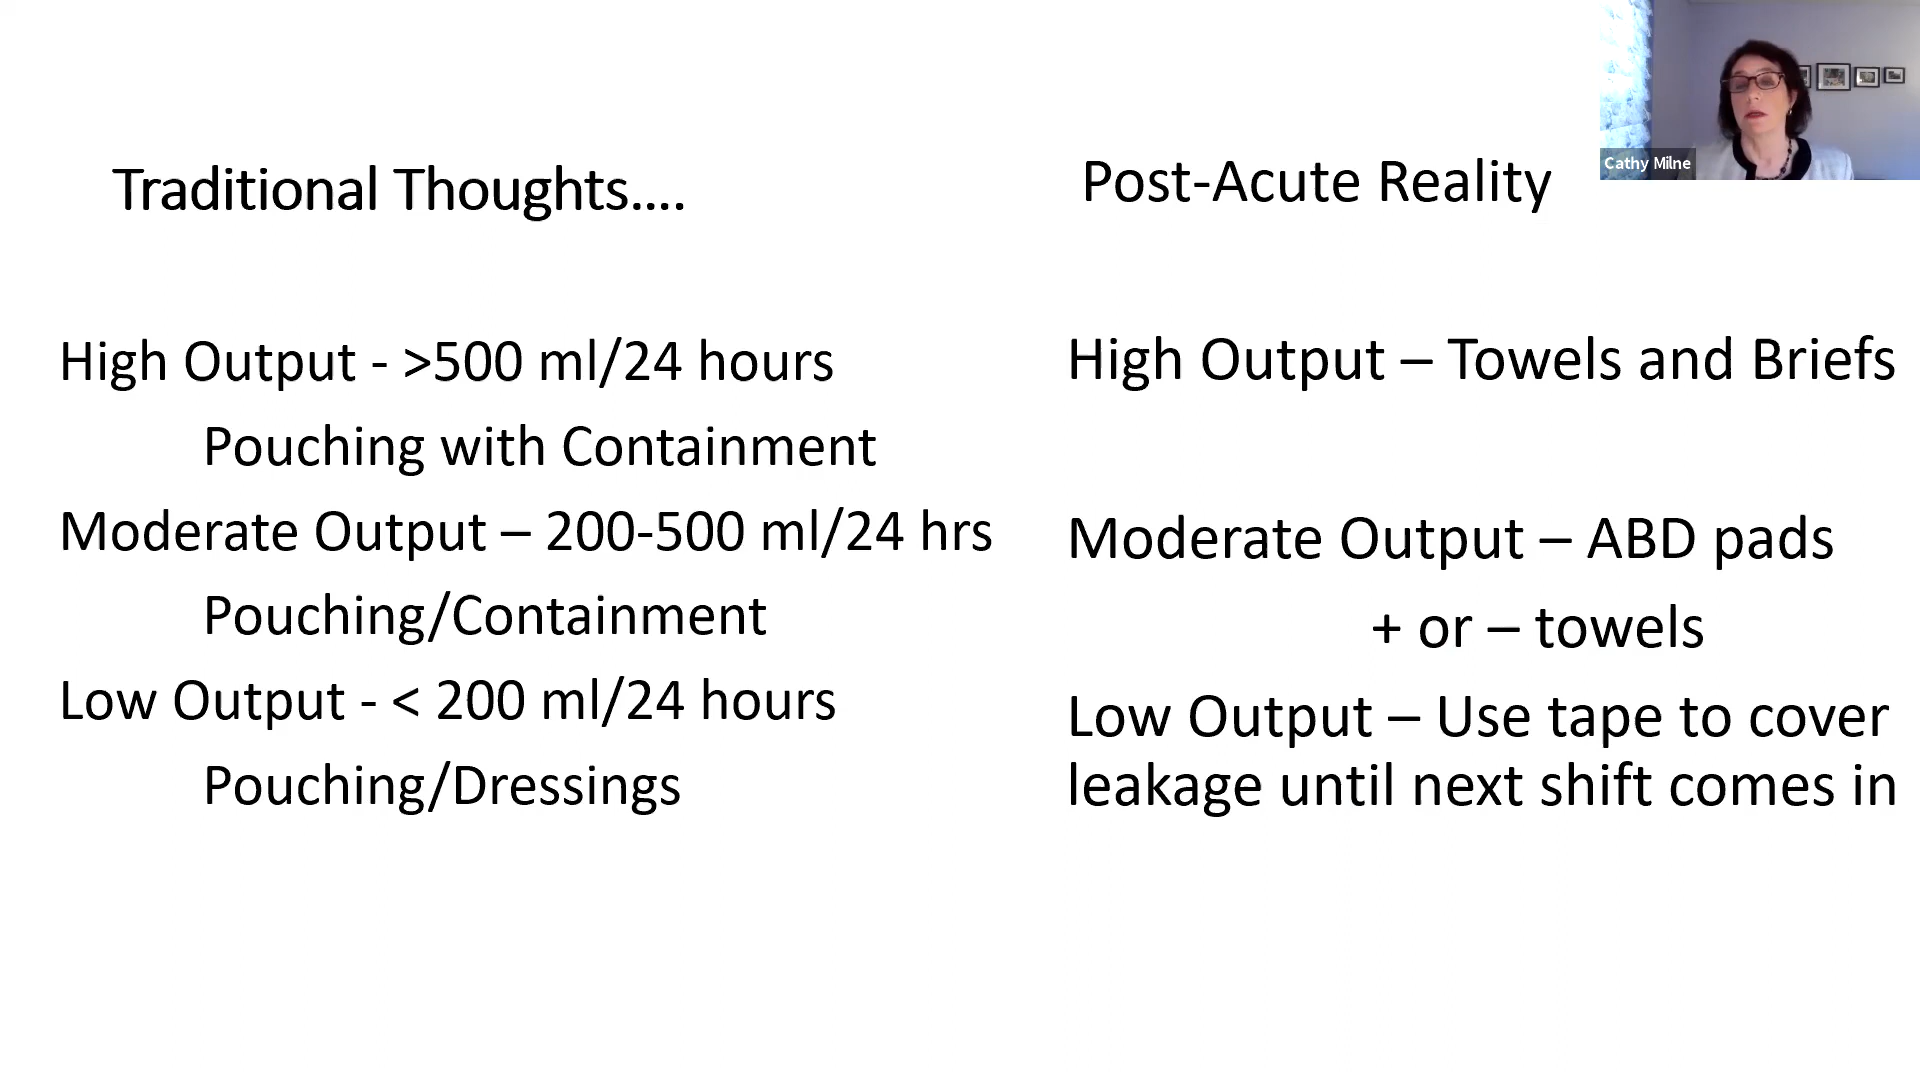 Traditional Thoughts....
High Output - >500 ml/24 hours
Pouching with Containment
Moderate Output – 200-500 ml/24 hrs
Pouching/Containment
Low Output - < 200 ml/24 hours
Pouching/Dressings
Post-Acute Reality
High Output – Towels and Briefs
Moderate Output – ABD pads
+ or – towels
Low Output – Use tape to cover
leakage until next shift comes in
Cathy Milne